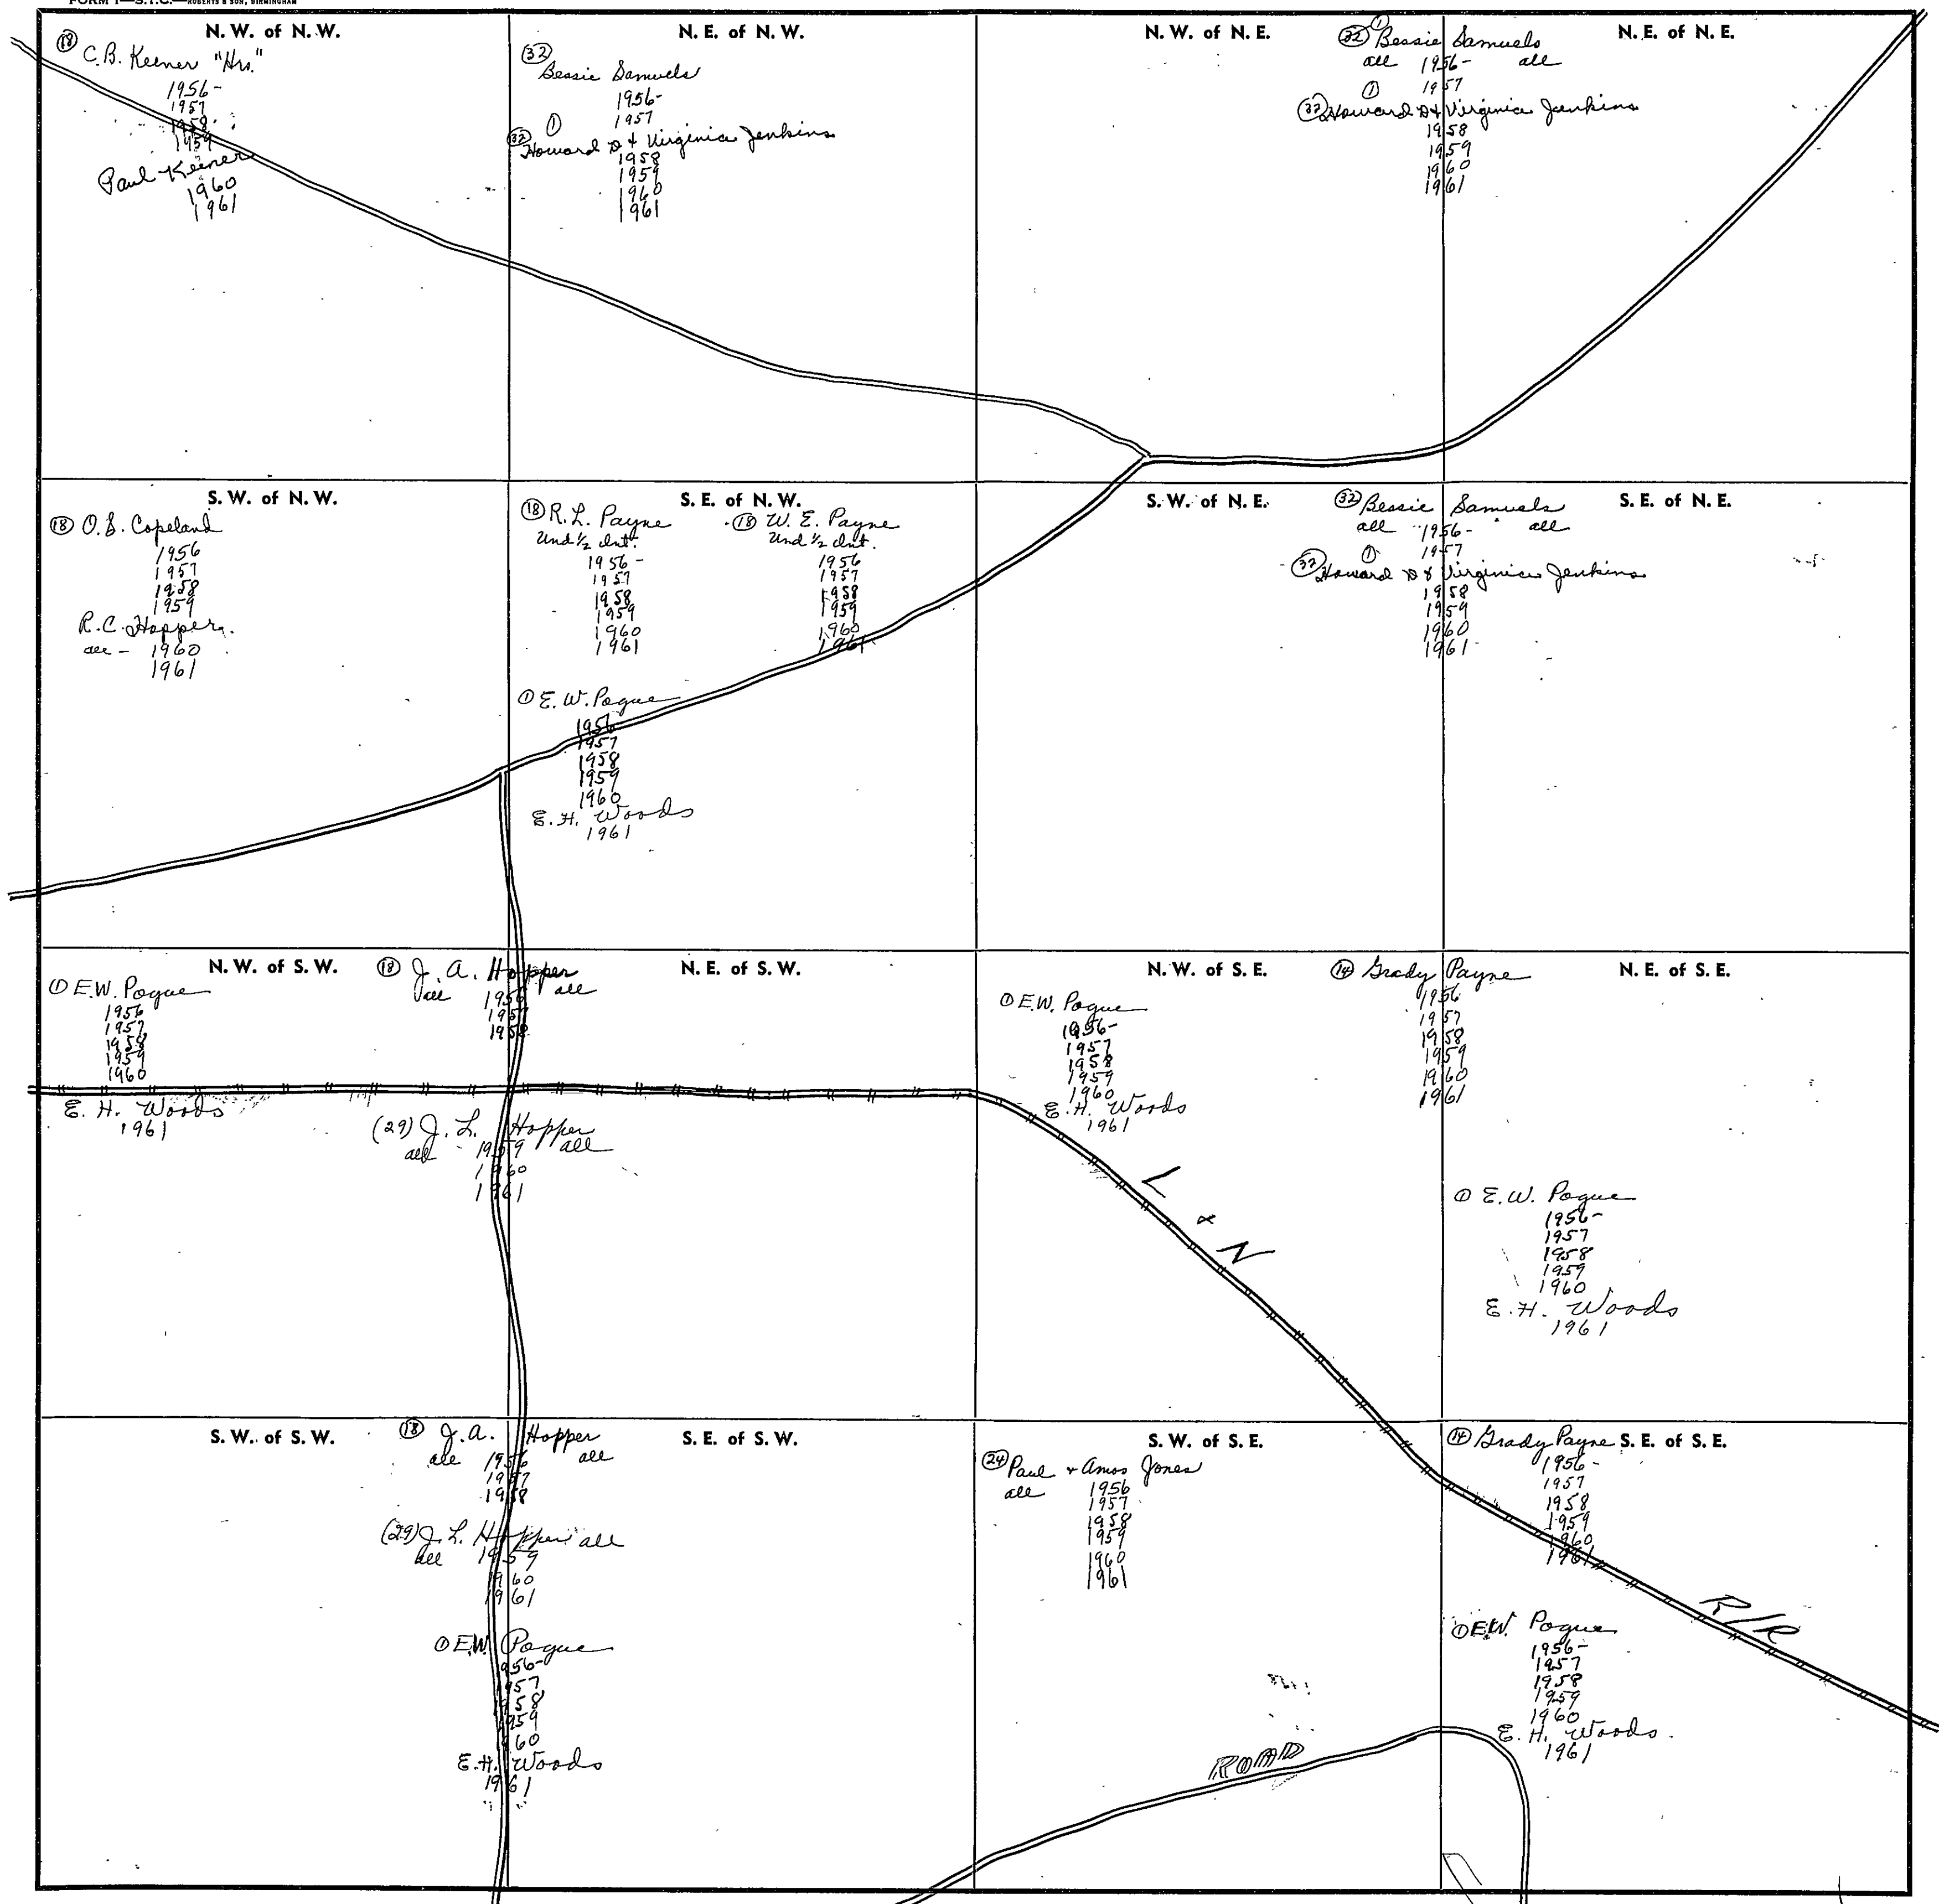 FORM 1—S.T.C.—ROBERTS & SON, BIRMINGHAM
N. W. of N. W.
(18) C.B. Keener "Hrs."
1956-
1957
1958
1959
Paul Keener
1960
1961
N. E. of N. W.
(32)
Bessie Samuels
1956-
1957
(1)
(32) Howard D & Virginia Jenkins
1958
1959
1960
1961
N. W. of N. E.
N. E. of N. E.
(1)
(32) Bessie Samuels
all 1956- all
1957
(1)
(32) Howard D & Virginia Jenkins
1958
1959
1960
1961
S. W. of N. W.
(18) O.S. Copeland
1956
1957
1958
1959
R.C. Hopper
all - 1960
1961
S. E. of N. W.
(18) R.L. Payne
Und 1/2 Int.
1956-
1957
1958
1959
1960
1961
(18) W. E. Payne
Und 1/2 Int.
1956
1957
1958
1959
1960
1961
(1) E. W. Pogue
1956
1957
1958
1959
1960
E. H. Woods
1961
S. W. of N. E.
S. E. of N. E.
(32) Bessie Samuels
all 1956- all
(1) 1957
(32) Howard D & Virginia Jenkins
1958
1959
1960
1961
N. W. of S. W.
(1) E.W. Pogue
1956
1957
1958
1959
1960
E. H. Woods
1961
(18) J. A. Hopper
all 1956 all
1957
1958
(29) J. L. Hopper
all 1959 all
1960
1961
N. E. of S. W.
N. W. of S. E.
(1) E.W. Pogue
1956-
1957
1958
1959
1960
E. H. Woods
1961
L & N
(14) Grady Payne
1956
1957
1958
1959
1960
1961
N. E. of S. E.
(1) E.W. Pogue
1956-
1957
1958
1959
1960
E. H. Woods
1961
S. W. of S. W.
(18) J.A. Hopper
all 1956 all
1957
1958
(29) J. L. Hopper all
all 1959
1960
1961
(1) E.W. Pogue
1956-
1957
1958
1959
1960
E. H. Woods
1961
S. E. of S. W.
S. W. of S. E.
(24) Paul & Amos Jones
all 1956
1957
1958
1959
1960
1961
ROAD
(14) Grady Payne S. E. of S. E.
1956-
1957
1958
1959
1960
1961
R/R
(1) E.W. Pogue
1956-
1957
1958
1959
1960
E. H. Woods
1961